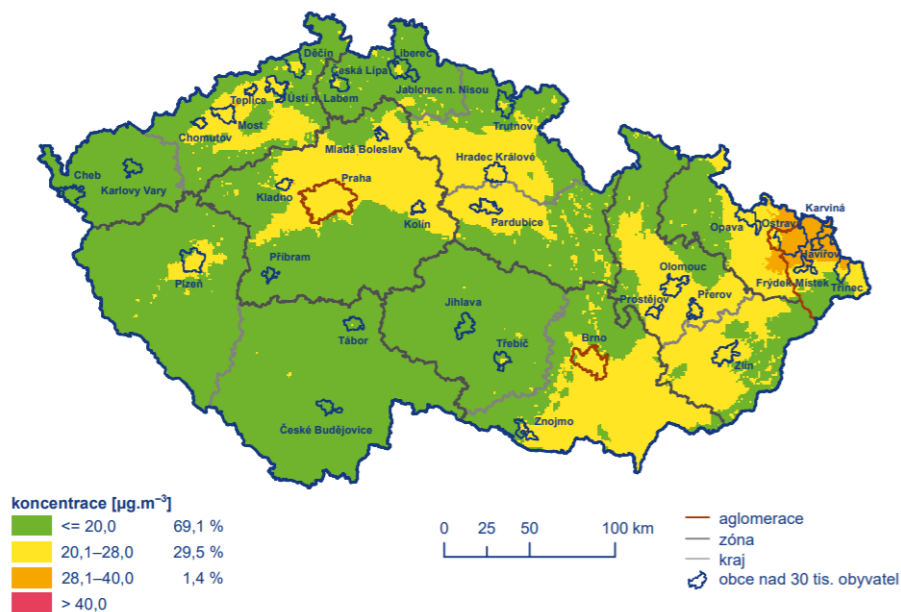 Děčín
Liberec
Česká Lípa
Teplice
Ústí n. Labem
Jablonec n. Nisou
Most
Chomutov
Trutnov
Mladá Boleslav
Hradec Králové
Cheb
Karlovy Vary
Praha
Kladno
Kolín
Pardubice
Karviná
Opava
Ostrava
Havířov
Plzeň
Příbram
Olomouc
Frýdek Místek
Třinec
Přerov
Prostějov
Jihlava
Tábor
Třebíč
Brno
Zlín
České Budějovice
Znojmo
koncentrace [µg.m⁻³]
<= 20,0 69,1 %
20,1–28,0 29,5 %
28,1–40,0 1,4 %
> 40,0
0 25 50 100 km
aglomerace
zóna
kraj
obce nad 30 tis. obyvatel